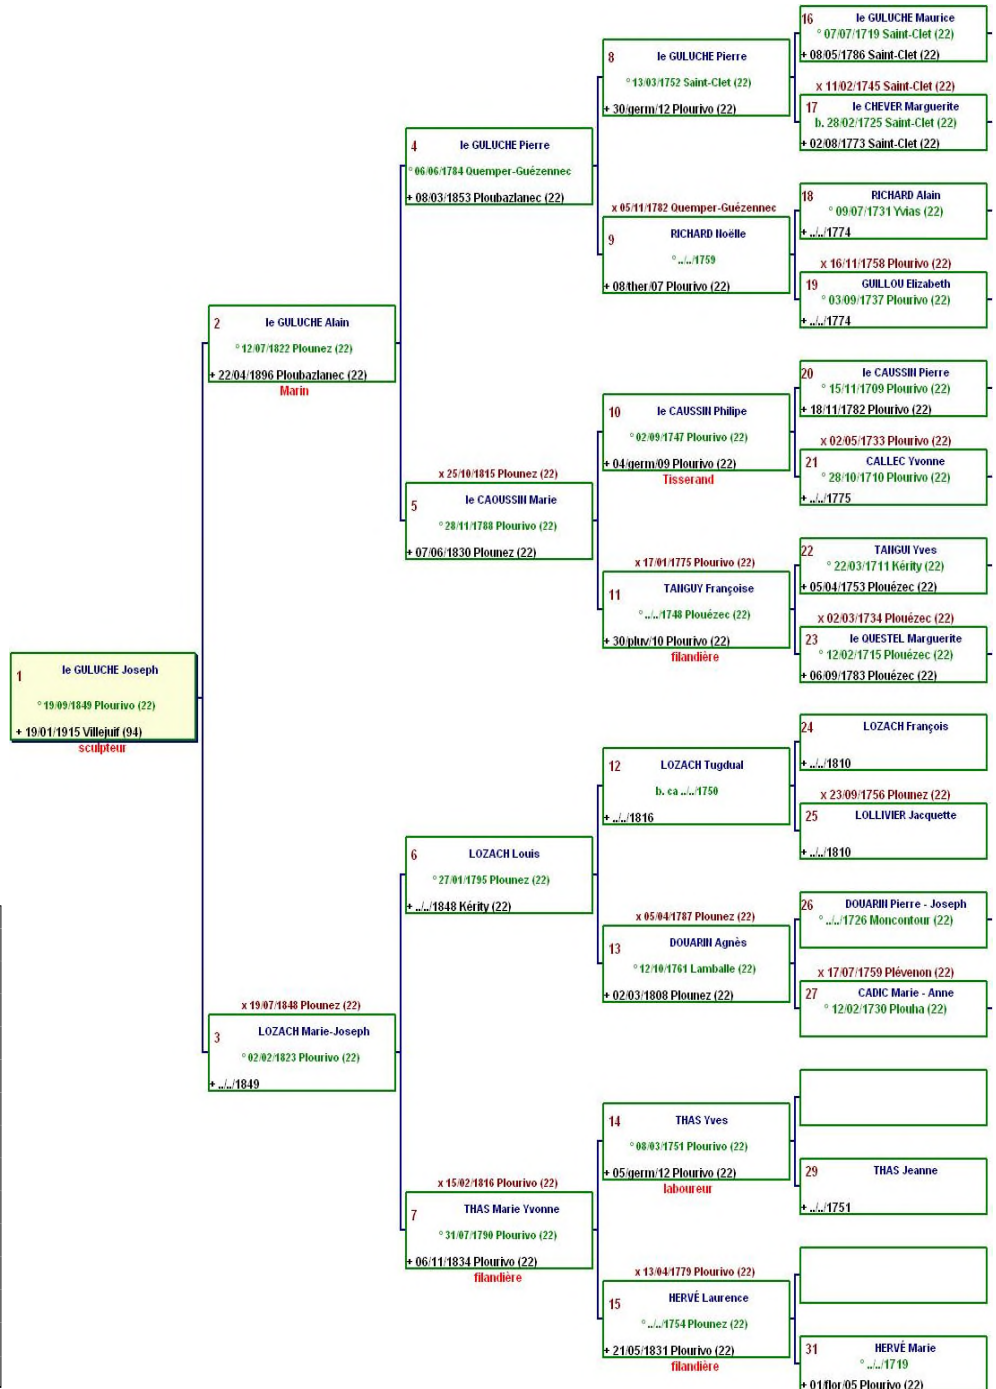 1
le GULUCHE Joseph
° 19/09/1849 Plourivo (22)
+ 19/01/1915 Villejuif (94)
sculpteur
2
le GULUCHE Alain
° 12/07/1822 Plounez (22)
+ 22/04/1896 Ploubazlanec (22)
Marin
x 19/07/1848 Plounez (22)
3
LOZACH Marie-Joseph
° 02/02/1823 Plourivo (22)
+ ../../1849
4
le GULUCHE Pierre
° 06/06/1784 Quemper-Guézennec
+ 08/03/1853 Ploubazlanec (22)
x 25/10/1815 Plounez (22)
5
le CAOUSSIN Marie
° 28/11/1788 Plourivo (22)
+ 07/06/1830 Plounez (22)
6
LOZACH Louis
° 27/01/1795 Plounez (22)
+ ../../1848 Kérity (22)
x 15/02/1816 Plourivo (22)
7
THAS Marie Yvonne
° 31/07/1790 Plourivo (22)
+ 06/11/1834 Plourivo (22)
filandière
8
le GULUCHE Pierre
° 13/03/1752 Saint-Clet (22)
+ 30/germ/12 Plourivo (22)
x 05/11/1782 Quemper-Guézennec
9
RICHARD Noëlle
° ../../1759
+ 08/ther/07 Plourivo (22)
10
le CAUSSIN Philipe
° 02/09/1747 Plourivo (22)
+ 04/germ/09 Plourivo (22)
Tisserand
x 17/01/1775 Plourivo (22)
11
TANGUY Françoise
° ../../1748 Plouézec (22)
+ 30/pluv/10 Plourivo (22)
filandière
12
LOZACH Tugdual
b. ca ../../1750
+ ../../1816
x 05/04/1787 Plounez (22)
13
DOUARIN Agnès
° 12/10/1761 Lamballe (22)
+ 02/03/1808 Plounez (22)
14
THAS Yves
° 08/03/1751 Plourivo (22)
+ 05/germ/12 Plourivo (22)
laboureur
x 13/04/1779 Plourivo (22)
15
HERVÉ Laurence
° ../../1754 Plounez (22)
+ 21/05/1831 Plourivo (22)
filandière
16
le GULUCHE Maurice
° 07/07/1719 Saint-Clet (22)
+ 08/05/1786 Saint-Clet (22)
x 11/02/1745 Saint-Clet (22)
17
le CHEVER Marguerite
b. 28/02/1725 Saint-Clet (22)
+ 02/08/1773 Saint-Clet (22)
18
RICHARD Alain
° 09/07/1731 Yvias (22)
+ ../../1774
x 16/11/1758 Plourivo (22)
19
GUILLOU Elizabeth
° 03/09/1737 Plourivo (22)
+ ../../1774
20
le CAUSSIN Pierre
° 15/11/1709 Plourivo (22)
+ 18/11/1782 Plourivo (22)
x 02/05/1733 Plourivo (22)
21
CALLEC Yvonne
° 28/10/1710 Plourivo (22)
+ ../../1775
22
TANGUI Yves
° 22/03/1711 Kérity (22)
+ 05/04/1753 Plouézec (22)
x 02/03/1734 Plouézec (22)
23
le QUESTEL Marguerite
° 12/02/1715 Plouézec (22)
+ 06/09/1783 Plouézec (22)
24
LOZACH François
+ ../../1810
x 23/09/1756 Plounez (22)
25
LOLLIVIER Jacquette
+ ../../1810
26
DOUARIN Pierre - Joseph
° ../../1726 Moncontour (22)
x 17/07/1759 Plévenon (22)
27
CADIC Marie - Anne
° 12/02/1730 Plouha (22)
29
THAS Jeanne
+ ../../1751
31
HERVÉ Marie
° ../../1719
+ 01/flor/05 Plourivo (22)